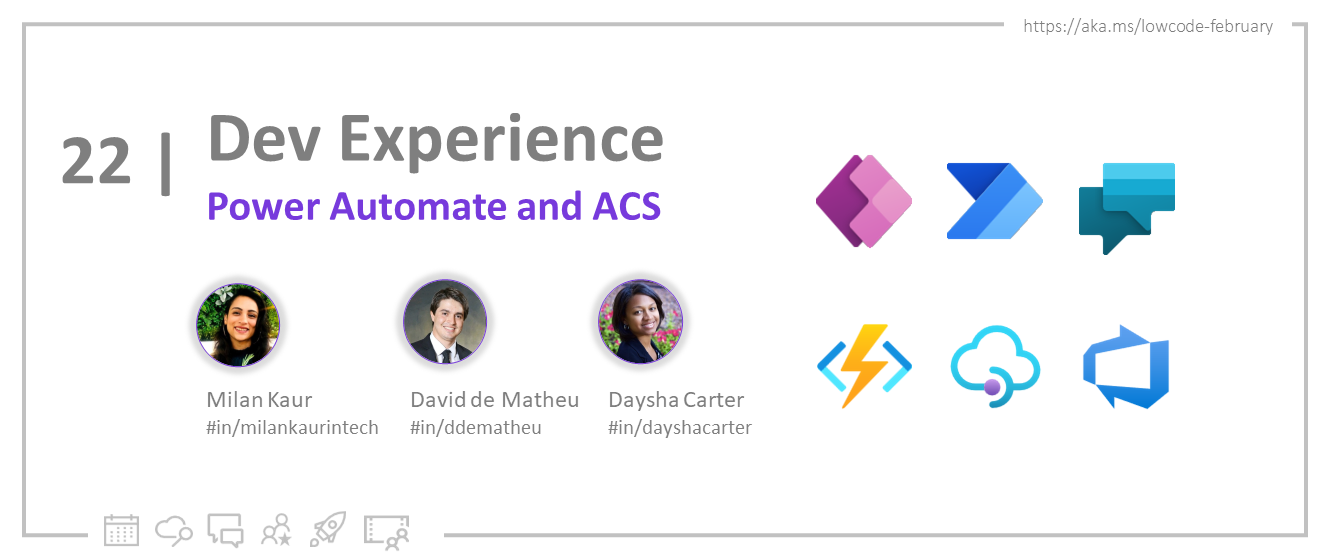 https://aka.ms/lowcode-february
22 |
Dev Experience
Power Automate and ACS
Milan Kaur
#in/milankaurintech
David de Matheu
#in/ddematheu
Daysha Carter
#in/dayshacarter